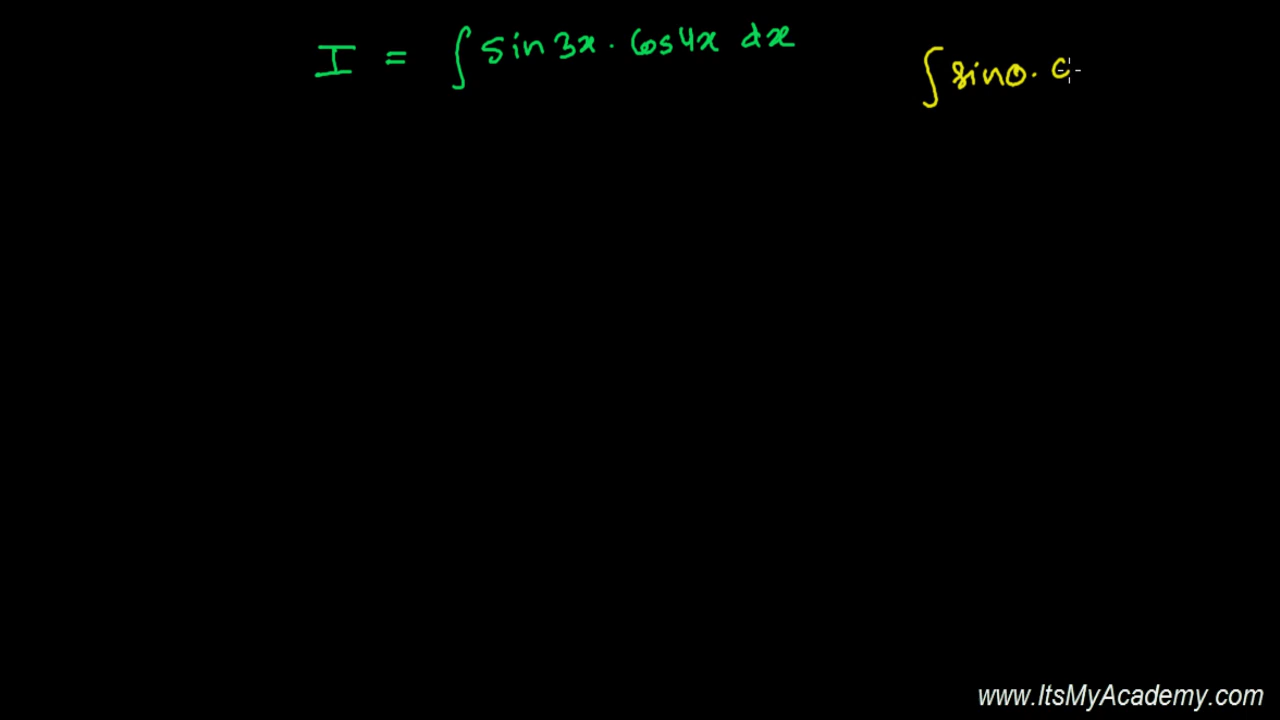 I = ∫ sin3x · cos4x dx
∫ sinθ · c
www.ItsMyAcademy.com